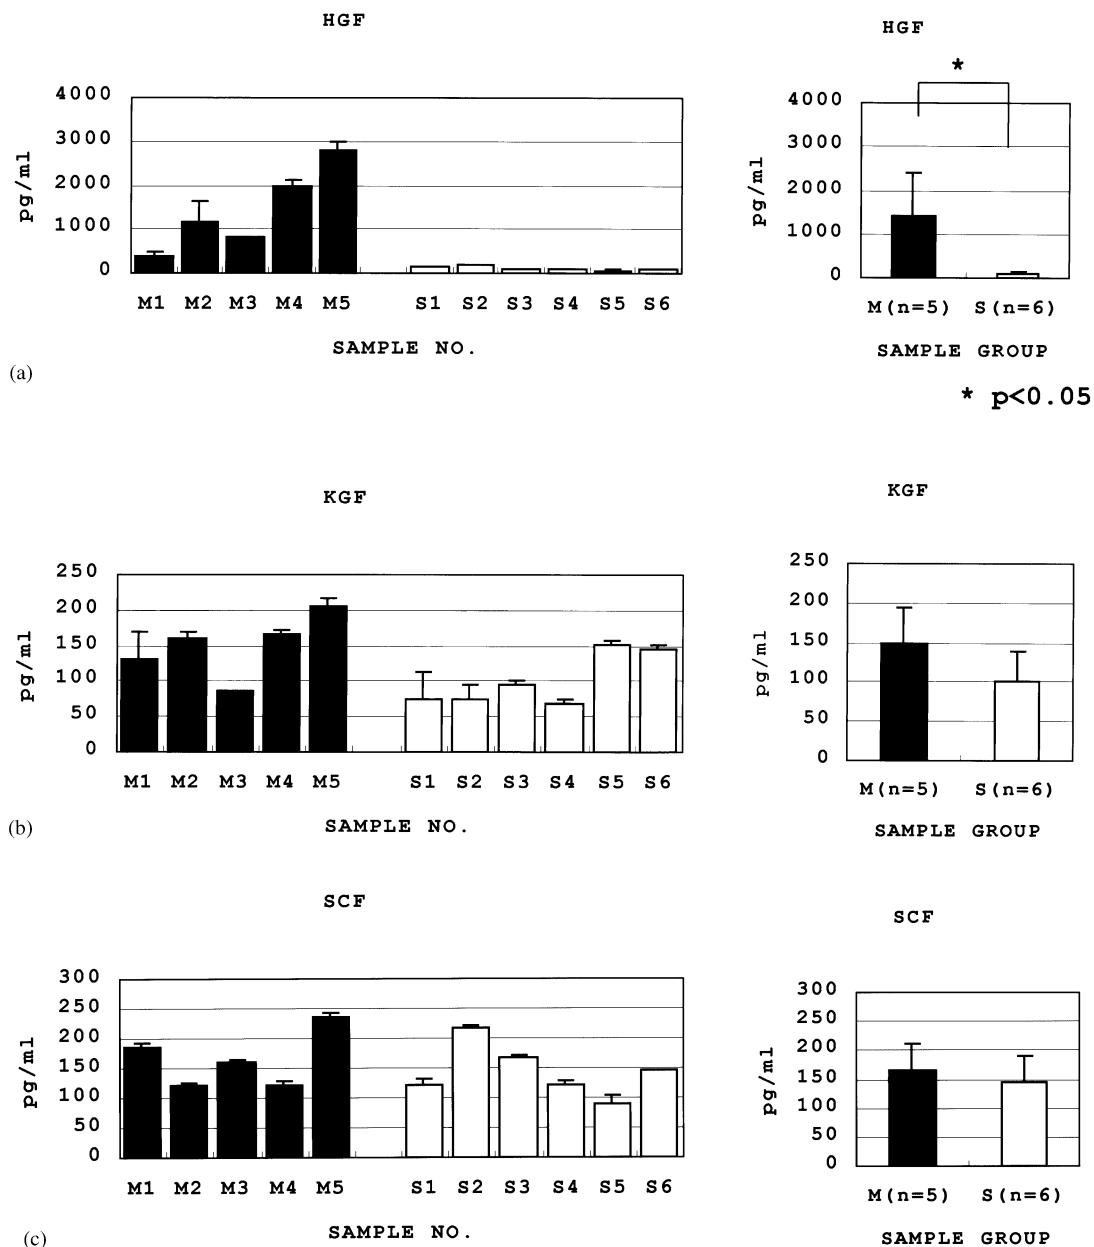 HGF
4000
3000
2000
1000
0
pg/ml
M1 M2 M3 M4 M5 S1 S2 S3 S4 S5 S6
SAMPLE NO.
(a)
HGF
*
4000
3000
2000
1000
0
pg/ml
M(n=5) S(n=6)
SAMPLE GROUP
* p<0.05
KGF
250
200
150
100
50
0
pg/ml
M1 M2 M3 M4 M5 S1 S2 S3 S4 S5 S6
SAMPLE NO.
(b)
KGF
250
200
150
100
50
0
pg/ml
M(n=5) S(n=6)
SAMPLE GROUP
SCF
300
250
200
150
100
50
0
pg/ml
M1 M2 M3 M4 M5 S1 S2 S3 S4 S5 S6
SAMPLE NO.
(c)
SCF
300
250
200
150
100
50
0
pg/ml
M(n=5) S(n=6)
SAMPLE GROUP